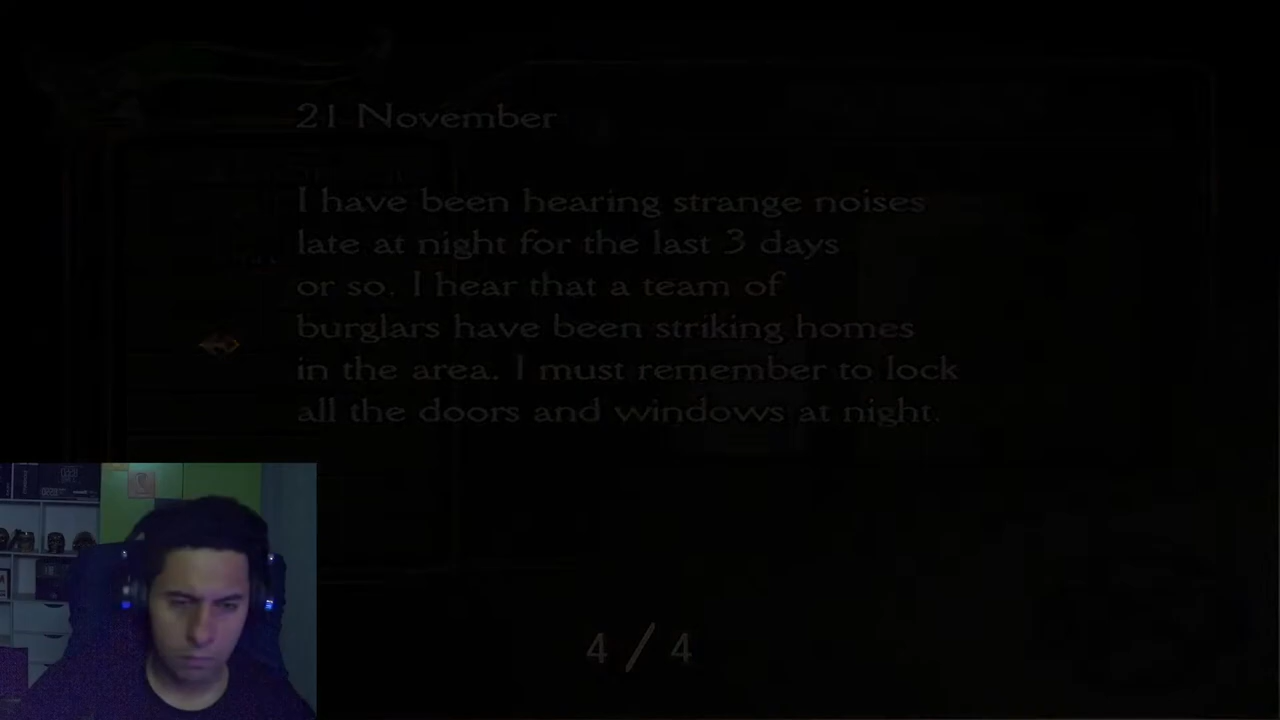 21 November
I have been hearing strange noises
late at night for the last 3 days
or so. I hear that a team of
burglars have been striking homes
in the area. I must remember to lock
all the doors and windows at night.
4 / 4